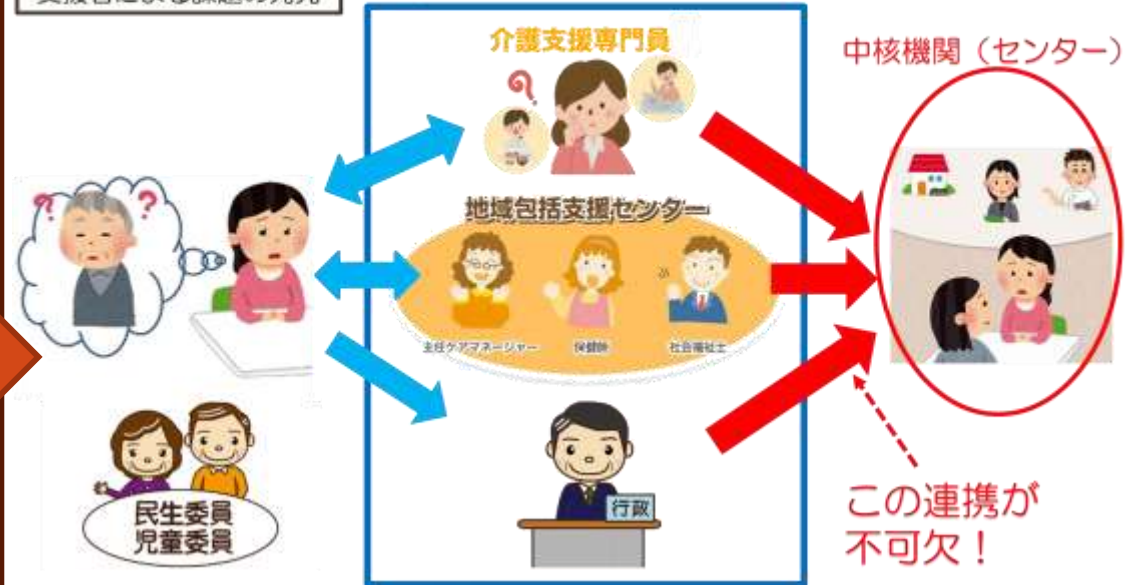 介護支援専門員
中核機関（センター）
地域包括支援センター
主任ケアマネージャー
保健師
社会福祉士
民生委員
児童委員
行政
この連携が
不可欠！